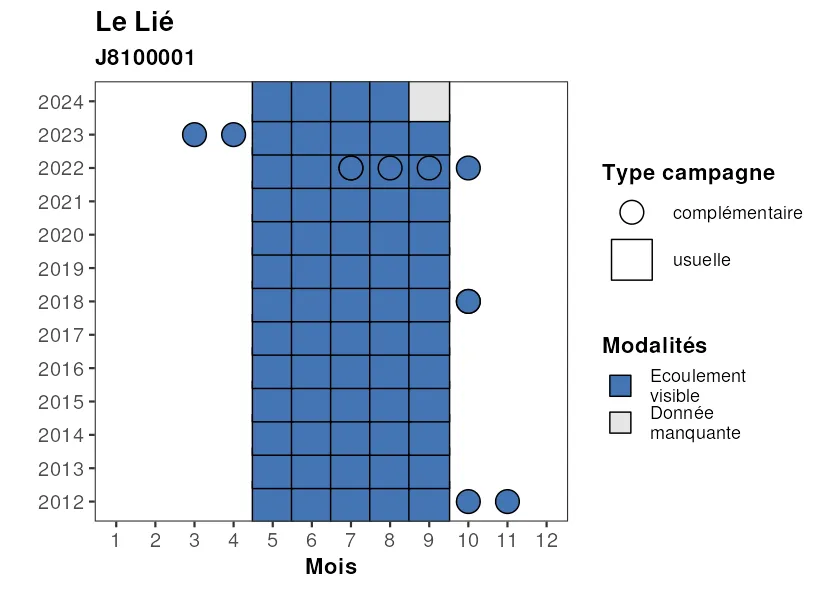 Le Lié
J8100001
2024
2023
2022
2021
2020
2019
2018
2017
2016
2015
2014
2013
2012
1 2 3 4 5 6 7 8 9 10 11 12
Mois
Type campagne
complémentaire
usuelle
Modalités
Ecoulement
visible
Donnée
manquante